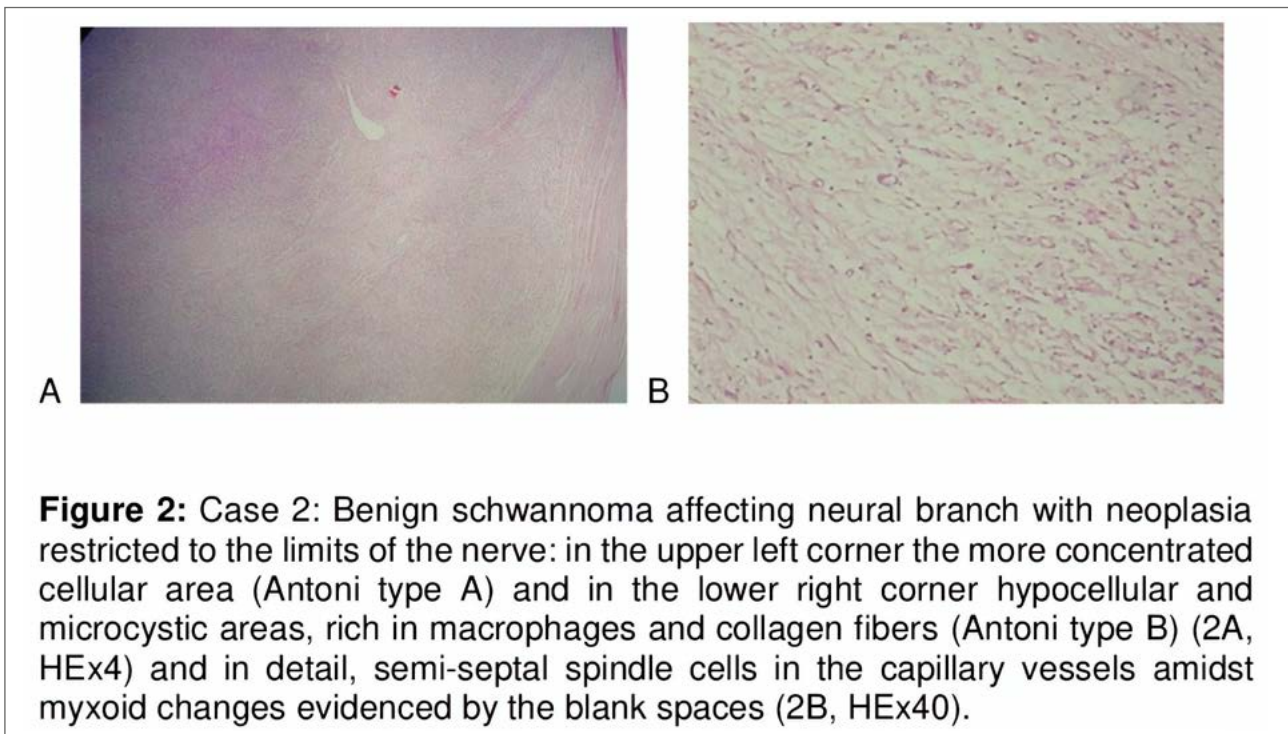 A
B
Figure 2: Case 2: Benign schwannoma affecting neural branch with neoplasia
restricted to the limits of the nerve: in the upper left corner the more concentrated
cellular area (Antoni type A) and in the lower right corner hypocellular and
microcystic areas, rich in macrophages and collagen fibers (Antoni type B) (2A,
HEx4) and in detail, semi-septal spindle cells in the capillary vessels amidst
myxoid changes evidenced by the blank spaces (2B, HEx40).